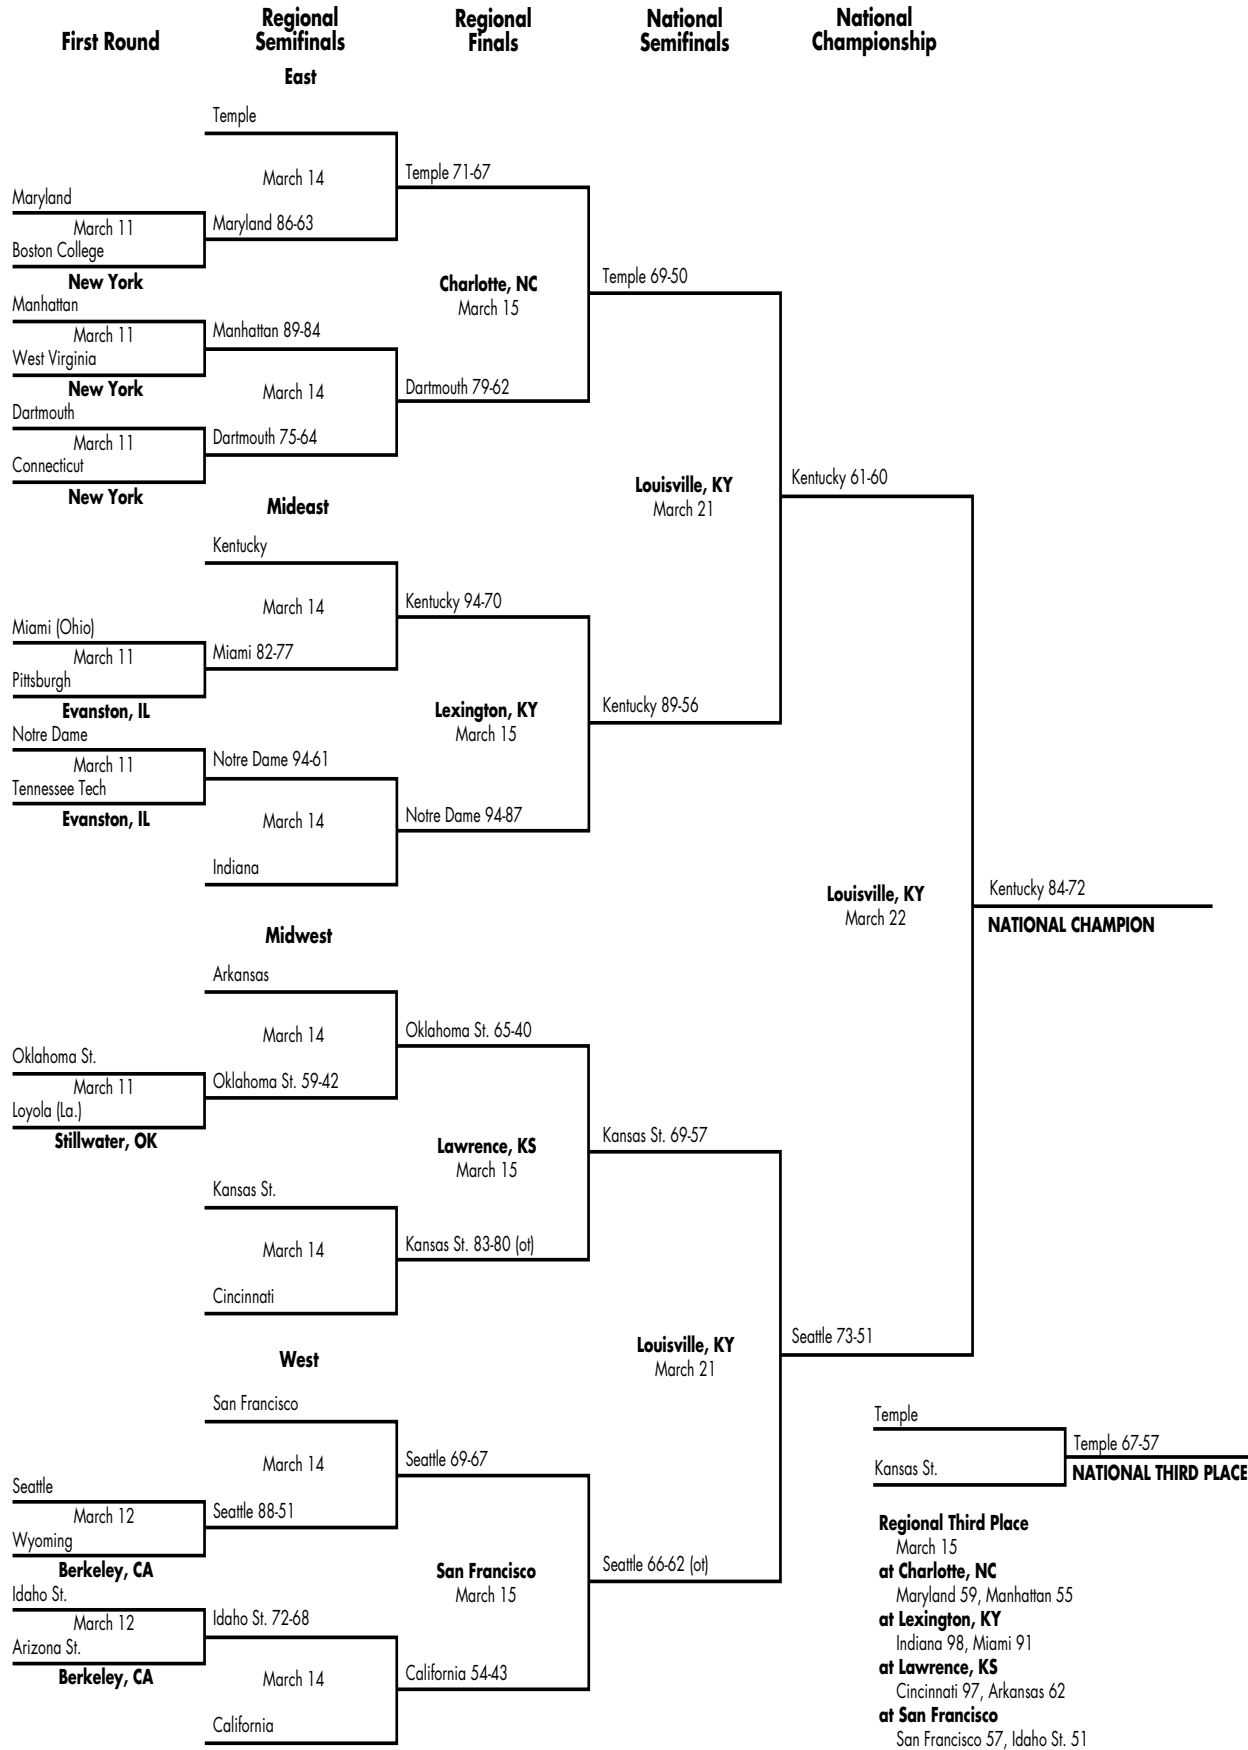 First Round
Regional
Semifinals
Regional
Finals
National
Semifinals
National
Championship
East
Temple
March 14
Temple 71-67
Maryland
March 11
Maryland 86-63
Boston College
New York
Charlotte, NC
March 15
Temple 69-50
Manhattan
March 11
Manhattan 89-84
West Virginia
New York
March 14
Dartmouth 79-62
Dartmouth
March 11
Dartmouth 75-64
Connecticut
New York
Louisville, KY
March 21
Kentucky 61-60
Mideast
Kentucky
March 14
Kentucky 94-70
Miami (Ohio)
March 11
Miami 82-77
Pittsburgh
Evanston, IL
Lexington, KY
March 15
Kentucky 89-56
Notre Dame
March 11
Notre Dame 94-61
Tennessee Tech
Evanston, IL
March 14
Notre Dame 94-87
Indiana
Louisville, KY
March 22
Kentucky 84-72
NATIONAL CHAMPION
Midwest
Arkansas
March 14
Oklahoma St. 65-40
Oklahoma St.
March 11
Oklahoma St. 59-42
Loyola (La.)
Stillwater, OK
Lawrence, KS
March 15
Kansas St. 69-57
Kansas St.
March 14
Kansas St. 83-80 (ot)
Cincinnati
Louisville, KY
March 21
Seattle 73-51
West
San Francisco
March 14
Seattle 69-67
Seattle
March 12
Seattle 88-51
Wyoming
Berkeley, CA
San Francisco
March 15
Seattle 66-62 (ot)
Idaho St.
March 12
Idaho St. 72-68
Arizona St.
Berkeley, CA
March 14
California 54-43
California
Temple
Temple 67-57
Kansas St.
NATIONAL THIRD PLACE
Regional Third Place
March 15
at Charlotte, NC
Maryland 59, Manhattan 55
at Lexington, KY
Indiana 98, Miami 91
at Lawrence, KS
Cincinnati 97, Arkansas 62
at San Francisco
San Francisco 57, Idaho St. 51